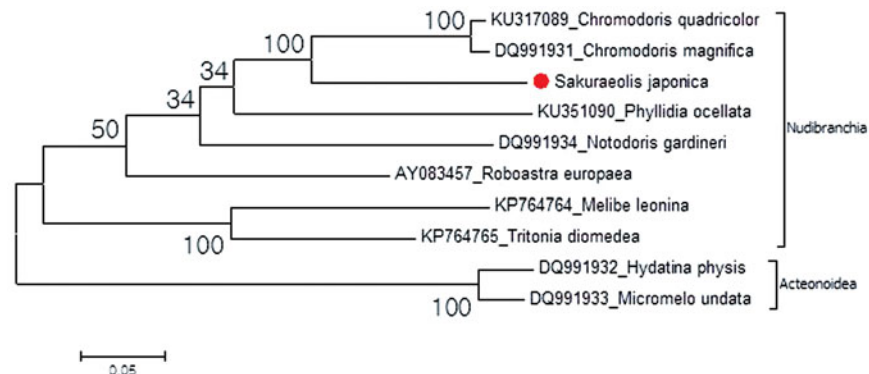 100
KU317089_Chromodoris quadricolor
100
DQ991931_Chromodoris magnifica
34
Sakuraeolis japonica
34
KU351090_Phyllidia ocellata
Nudibranchia
50
DQ991934_Notodoris gardineri
AY083457_Roboastra europaea
KP764764_Melibe leonina
100
KP764765_Tritonia diomedea
DQ991932_Hydatina physis
Acteonoidea
100
DQ991933_Micromelo undata
0.05